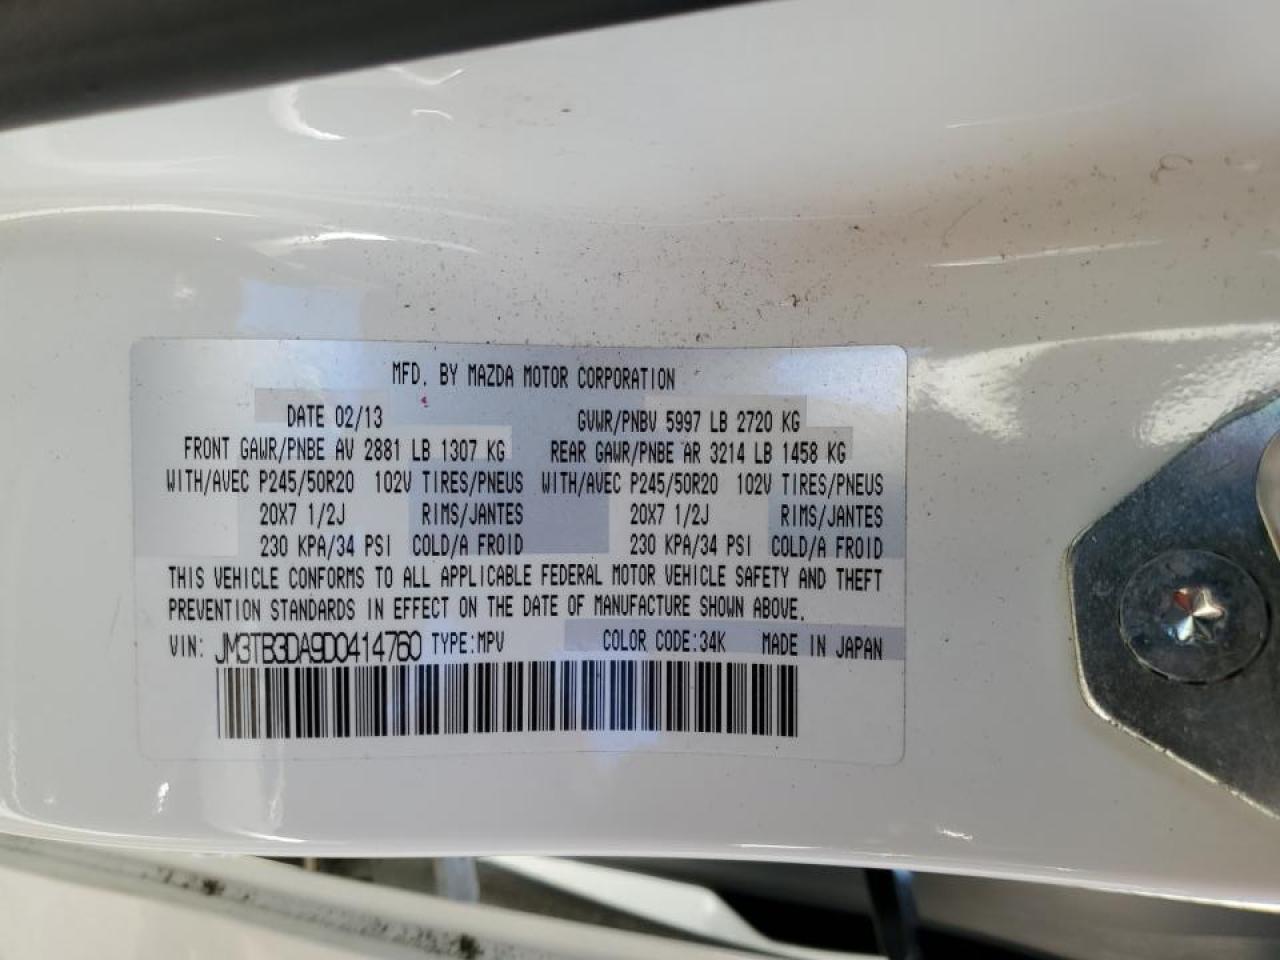 MFD. BY MAZDA MOTOR CORPORATION
DATE 02/13 GVWR/PNBV 5997 LB 2720 KG
FRONT GAWR/PNBE AV 2881 LB 1307 KG REAR GAWR/PNBE AR 3214 LB 1458 KG
WITH/AVEC P245/50R20 102V TIRES/PNEUS WITH/AVEC P245/50R20 102V TIRES/PNEUS
20X7 1/2J RIMS/JANTES 20X7 1/2J RIMS/JANTES
230 KPA/34 PSI COLD/A FROID 230 KPA/34 PSI COLD/A FROID
THIS VEHICLE CONFORMS TO ALL APPLICABLE FEDERAL MOTOR VEHICLE SAFETY AND THEFT
PREVENTION STANDARDS IN EFFECT ON THE DATE OF MANUFACTURE SHOWN ABOVE.
VIN: JM3TB3DA9D0414760 TYPE:MPV COLOR CODE:34K MADE IN JAPAN